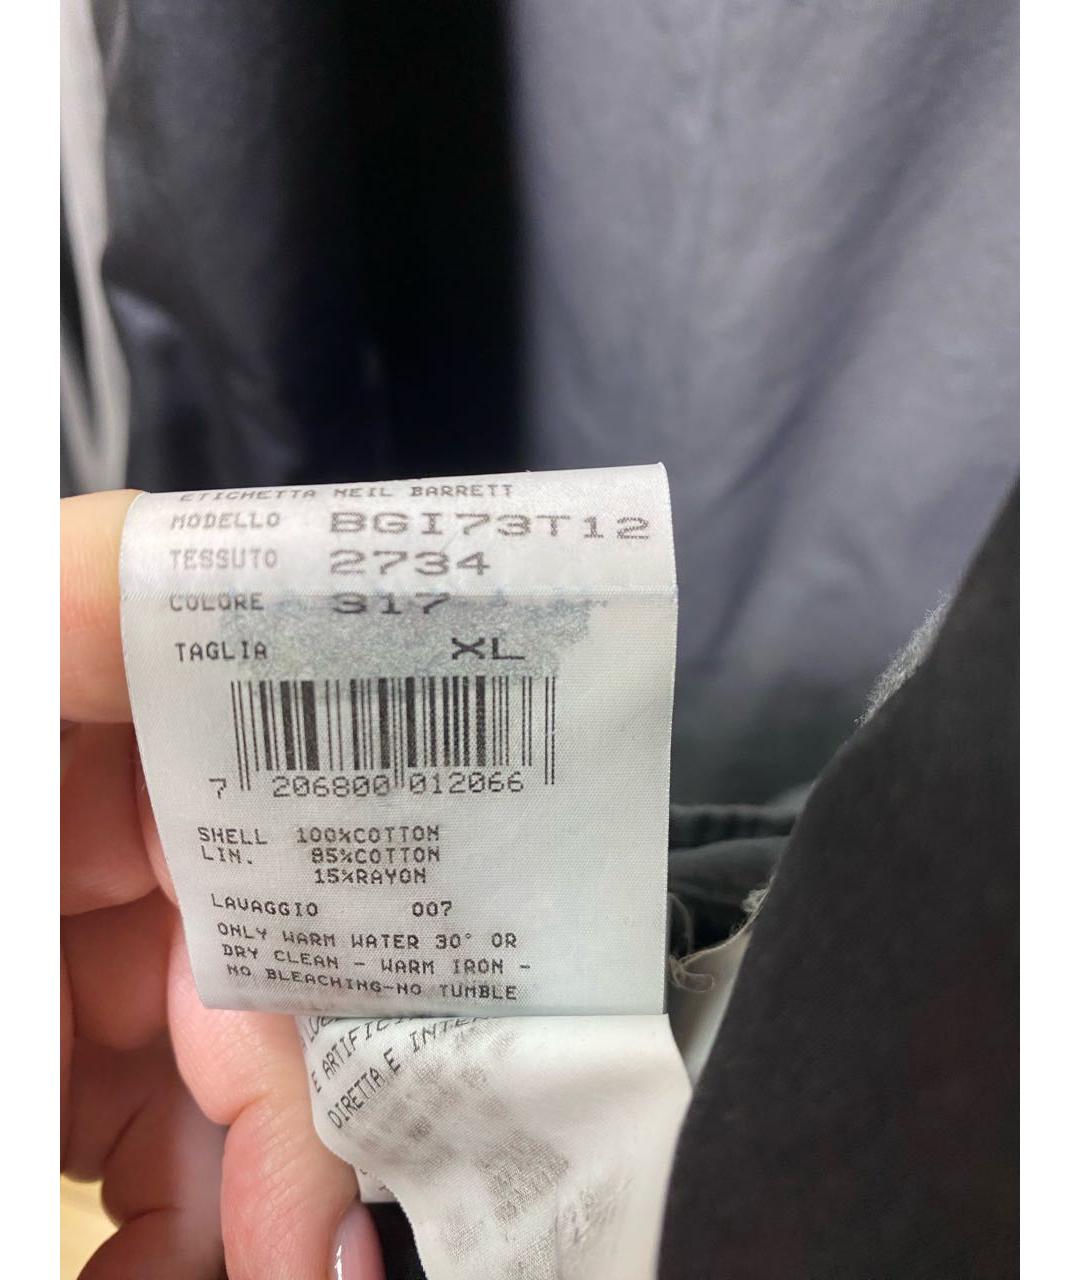 ETICHETTA NEIL BARRETT
MODELLO BGI73T12
TESSUTO 2734
COLORE 317
TAGLIA XL
7 206800 012066
SHELL 100%COTTON
LIN. 85%COTTON
15%RAYON
LAVAGGIO 007
ONLY WARM WATER 30° OR
DRY CLEAN - WARM IRON -
NO BLEACHING-NO TUMBLE
E ARTIFIC
DIRETTA E INTE